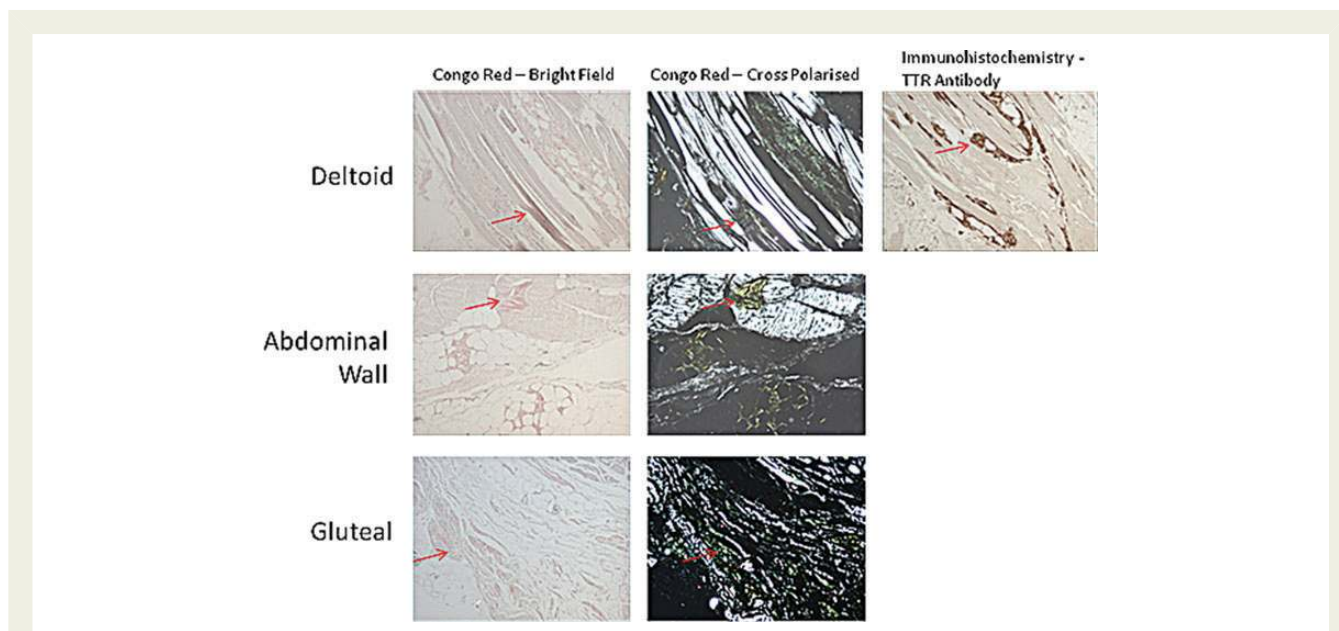 Congo Red – Bright Field
Congo Red – Cross Polarised
Immunohistochemistry -
TTR Antibody
Deltoid
Abdominal
Wall
Gluteal